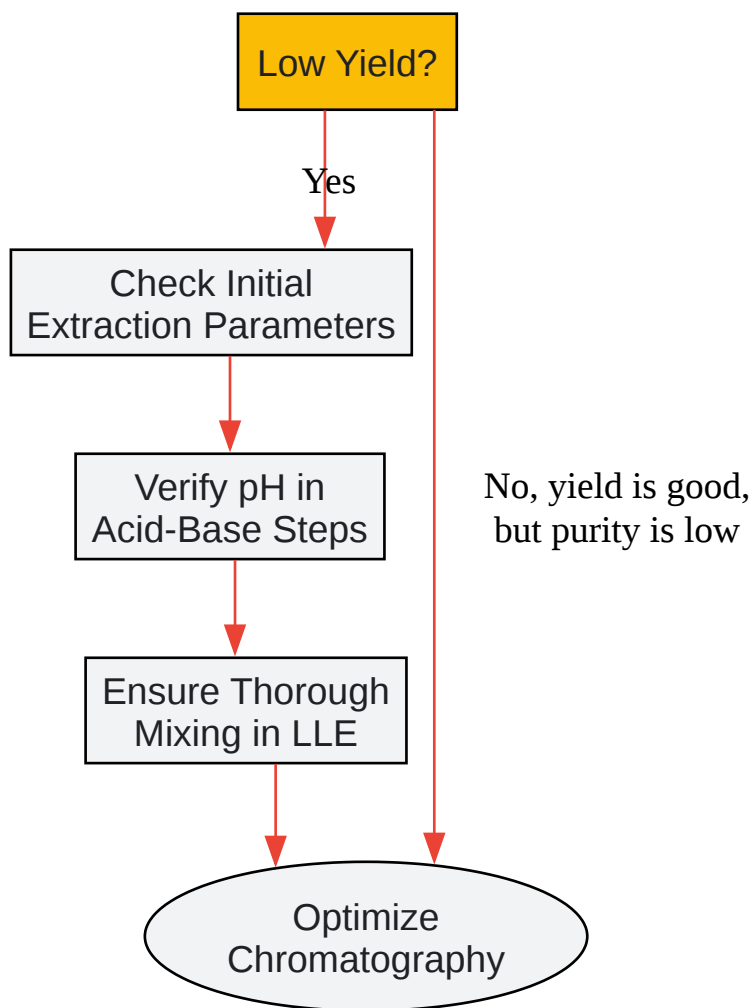 Low Yield?
Yes
Check Initial
Extraction Parameters
Verify pH in
Acid-Base Steps
No, yield is good,
but purity is low
Ensure Thorough
Mixing in LLE
Optimize
Chromatography